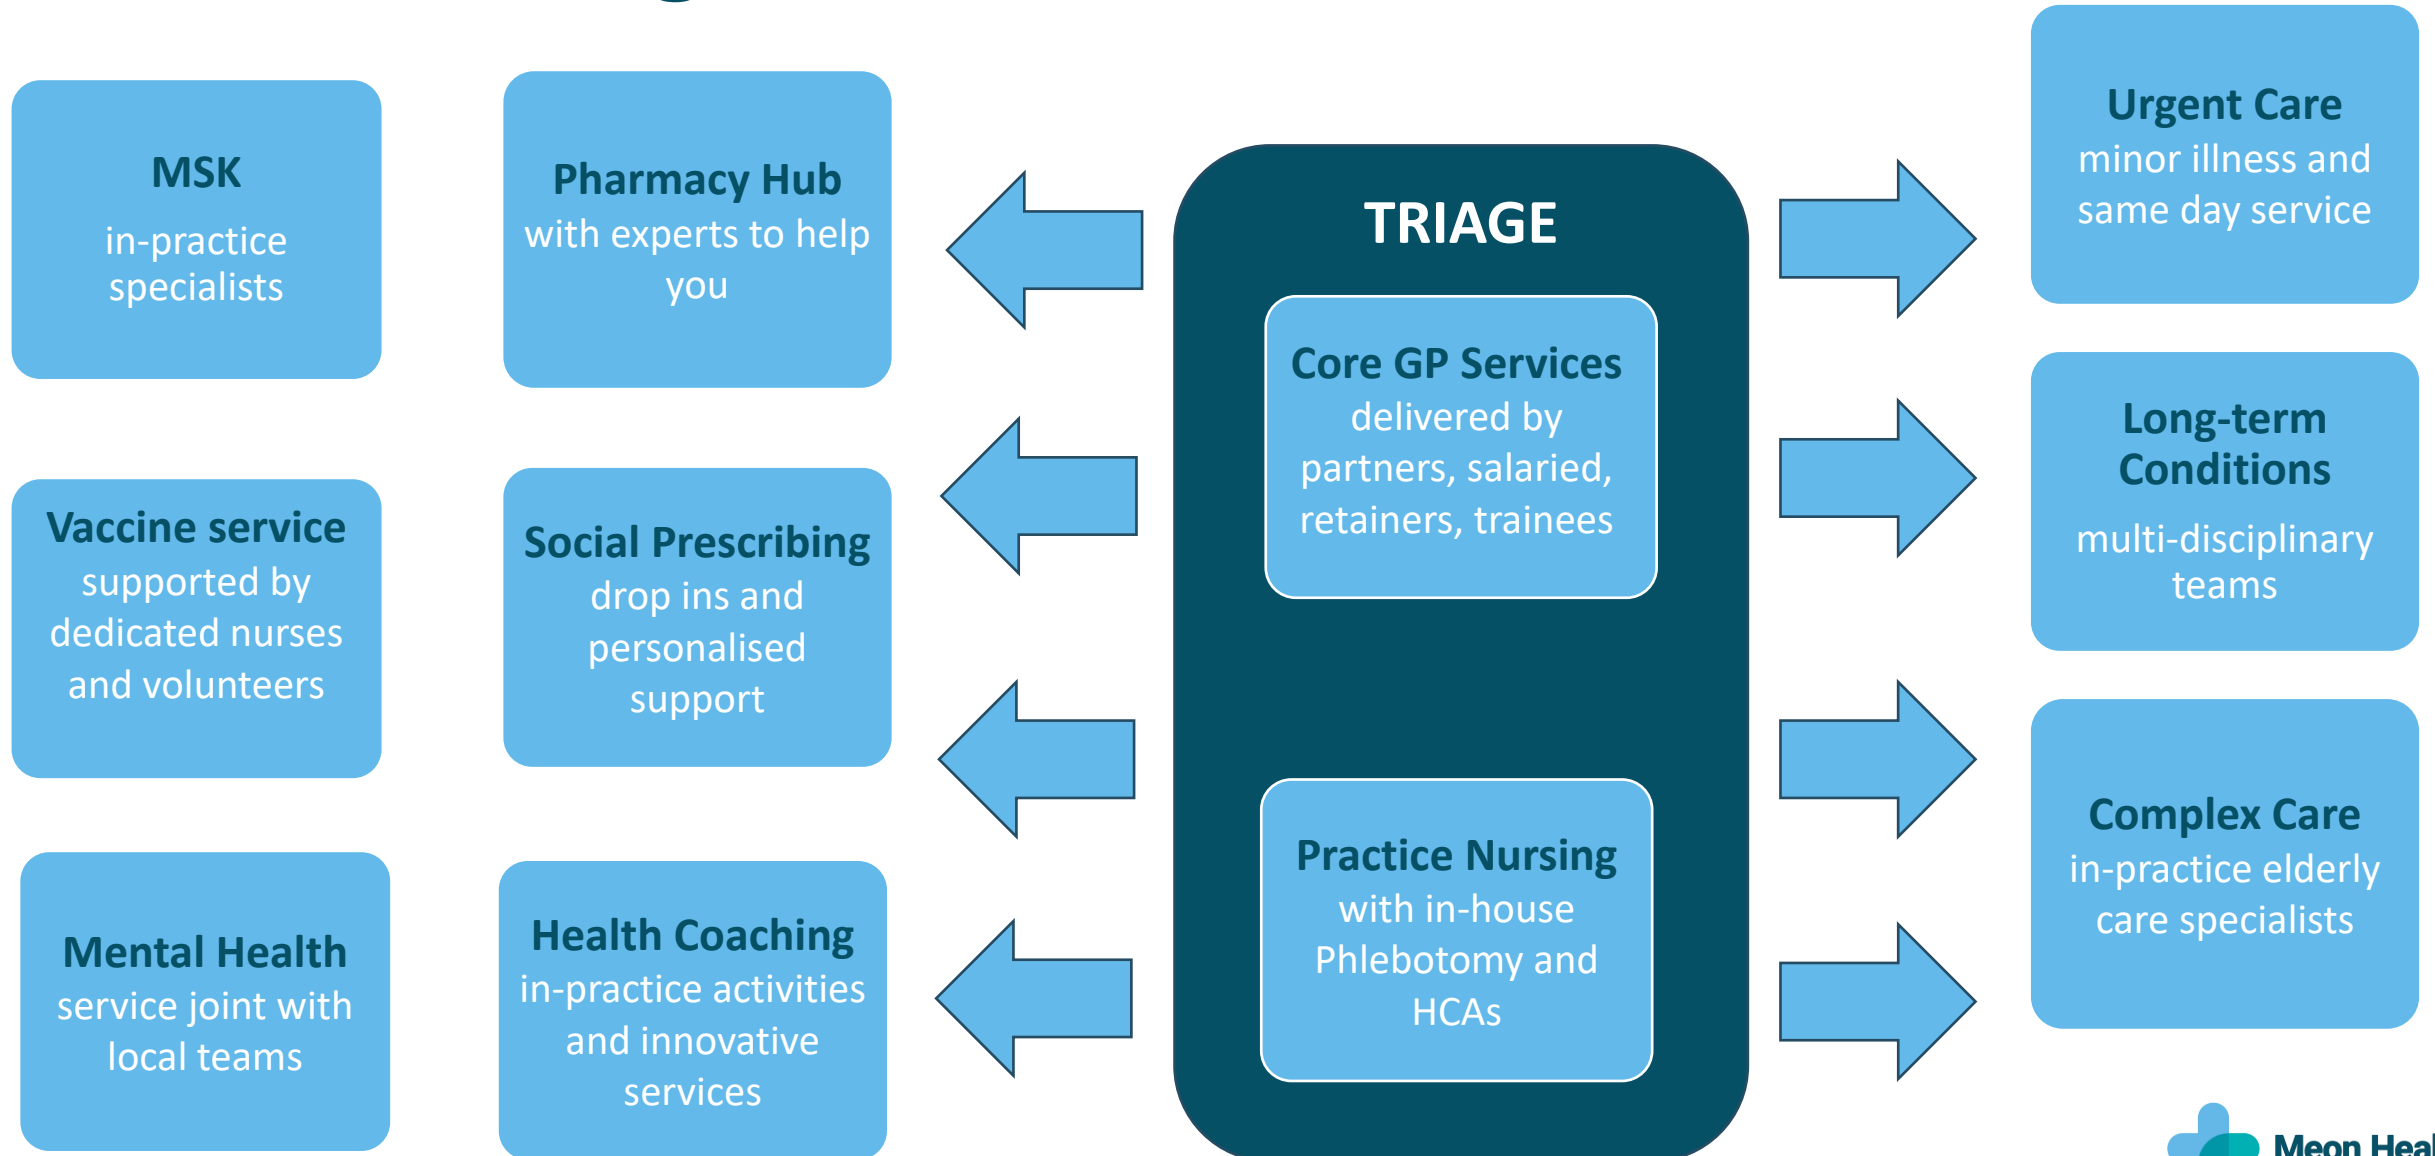 MSK
in-practice
specialists
Pharmacy Hub
with experts to help
you
Vaccine service
supported by
dedicated nurses
and volunteers
Social Prescribing
drop ins and
personalised
support
Mental Health
service joint with
local teams
Health Coaching
in-practice activities
and innovative
services
TRIAGE
Core GP Services
delivered by
partners, salaried,
retainers, trainees
Practice Nursing
with in-house
Phlebotomy and
HCAs
Urgent Care
minor illness and
same day service
Long-term
Conditions
multi-disciplinary
teams
Complex Care
in-practice elderly
care specialists
Meon Heal